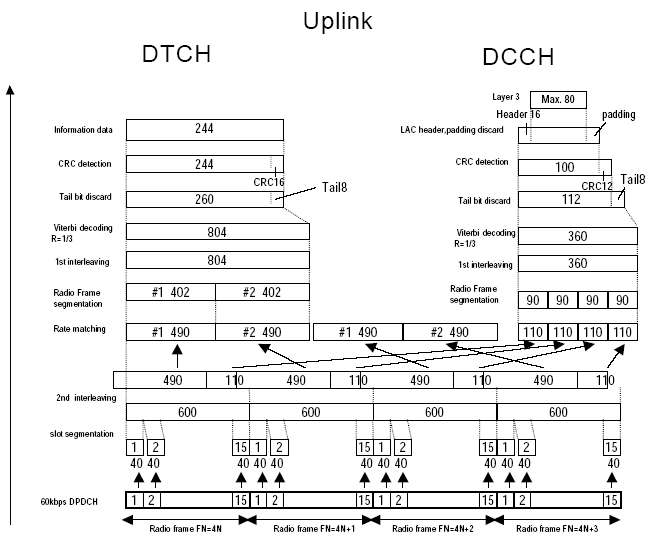 Uplink
DTCH DCCH
Layer 3 Max. 80
Header 16 padding
Information data 244 LAC header,padding discard
CRC detection 244 CRC detection 100
CRC16 CRC12
Tail bit discard 260 Tail8 Tail bit discard 112 Tail8
Viterbi decoding R=1/3 804 Viterbi decoding R=1/3 360
1st interleaving 804 1st interleaving 360
Radio Frame segmentation #1 402 #2 402 Radio Frame segmentation 90 90 90 90
Rate matching #1 490 #2 490 #1 490 #2 490 110 110 110 110
490 110 490 110 490 110 490 110
2nd interleaving
600 600 600 600
slot segmentation
1 2 15 1 2 15 1 2 15 1 2 15
40 40 40 40 40 40 40 40 40 40 40 40
60kbps DPDCH 1 2 15 1 2 15 1 2 15 1 2 15
Radio frame FN=4N Radio frame FN=4N+1 Radio frame FN=4N+2 Radio frame FN=4N+3